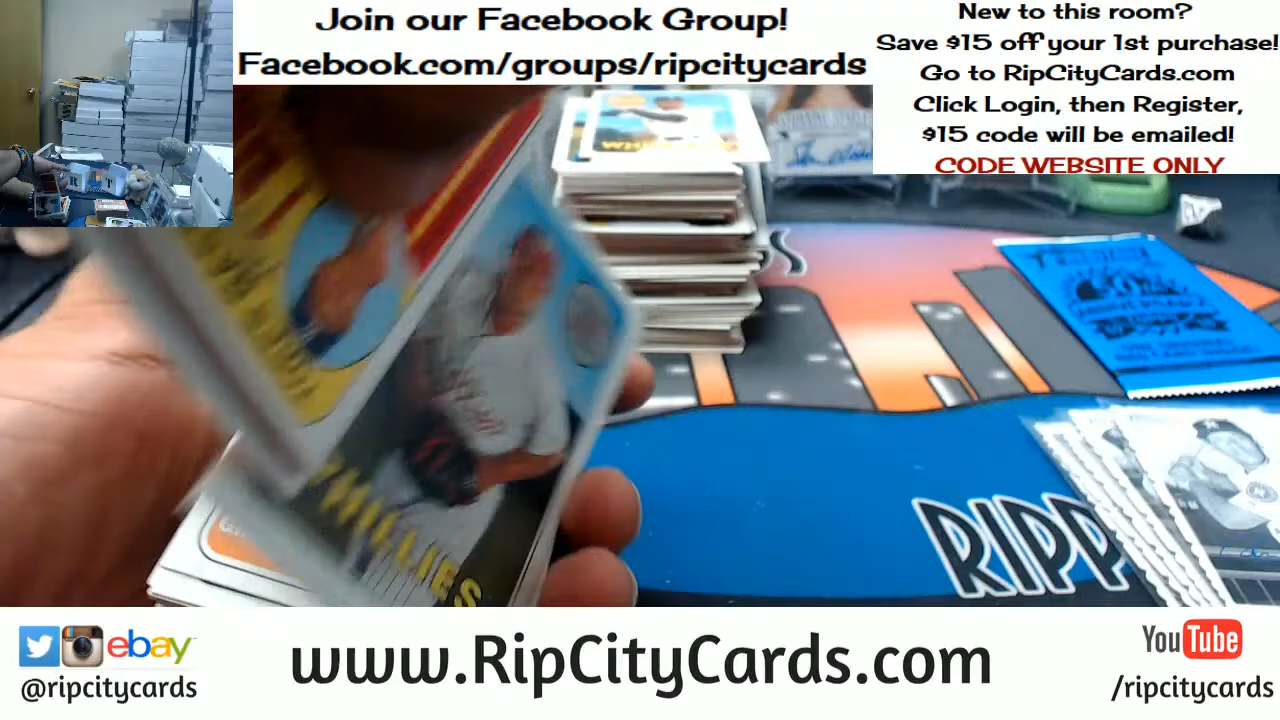 Join our Facebook Group!
Facebook.com/groups/ripcitycards
New to this room?
Save $15 off your 1st purchase!
Go to RipCityCards.com
Click Login, then Register,
$15 code will be emailed!
CODE WEBSITE ONLY
PHILLIES
RIPP
ebay
@ripcitycards
www.RipCityCards.com
YouTube
/ripcitycards